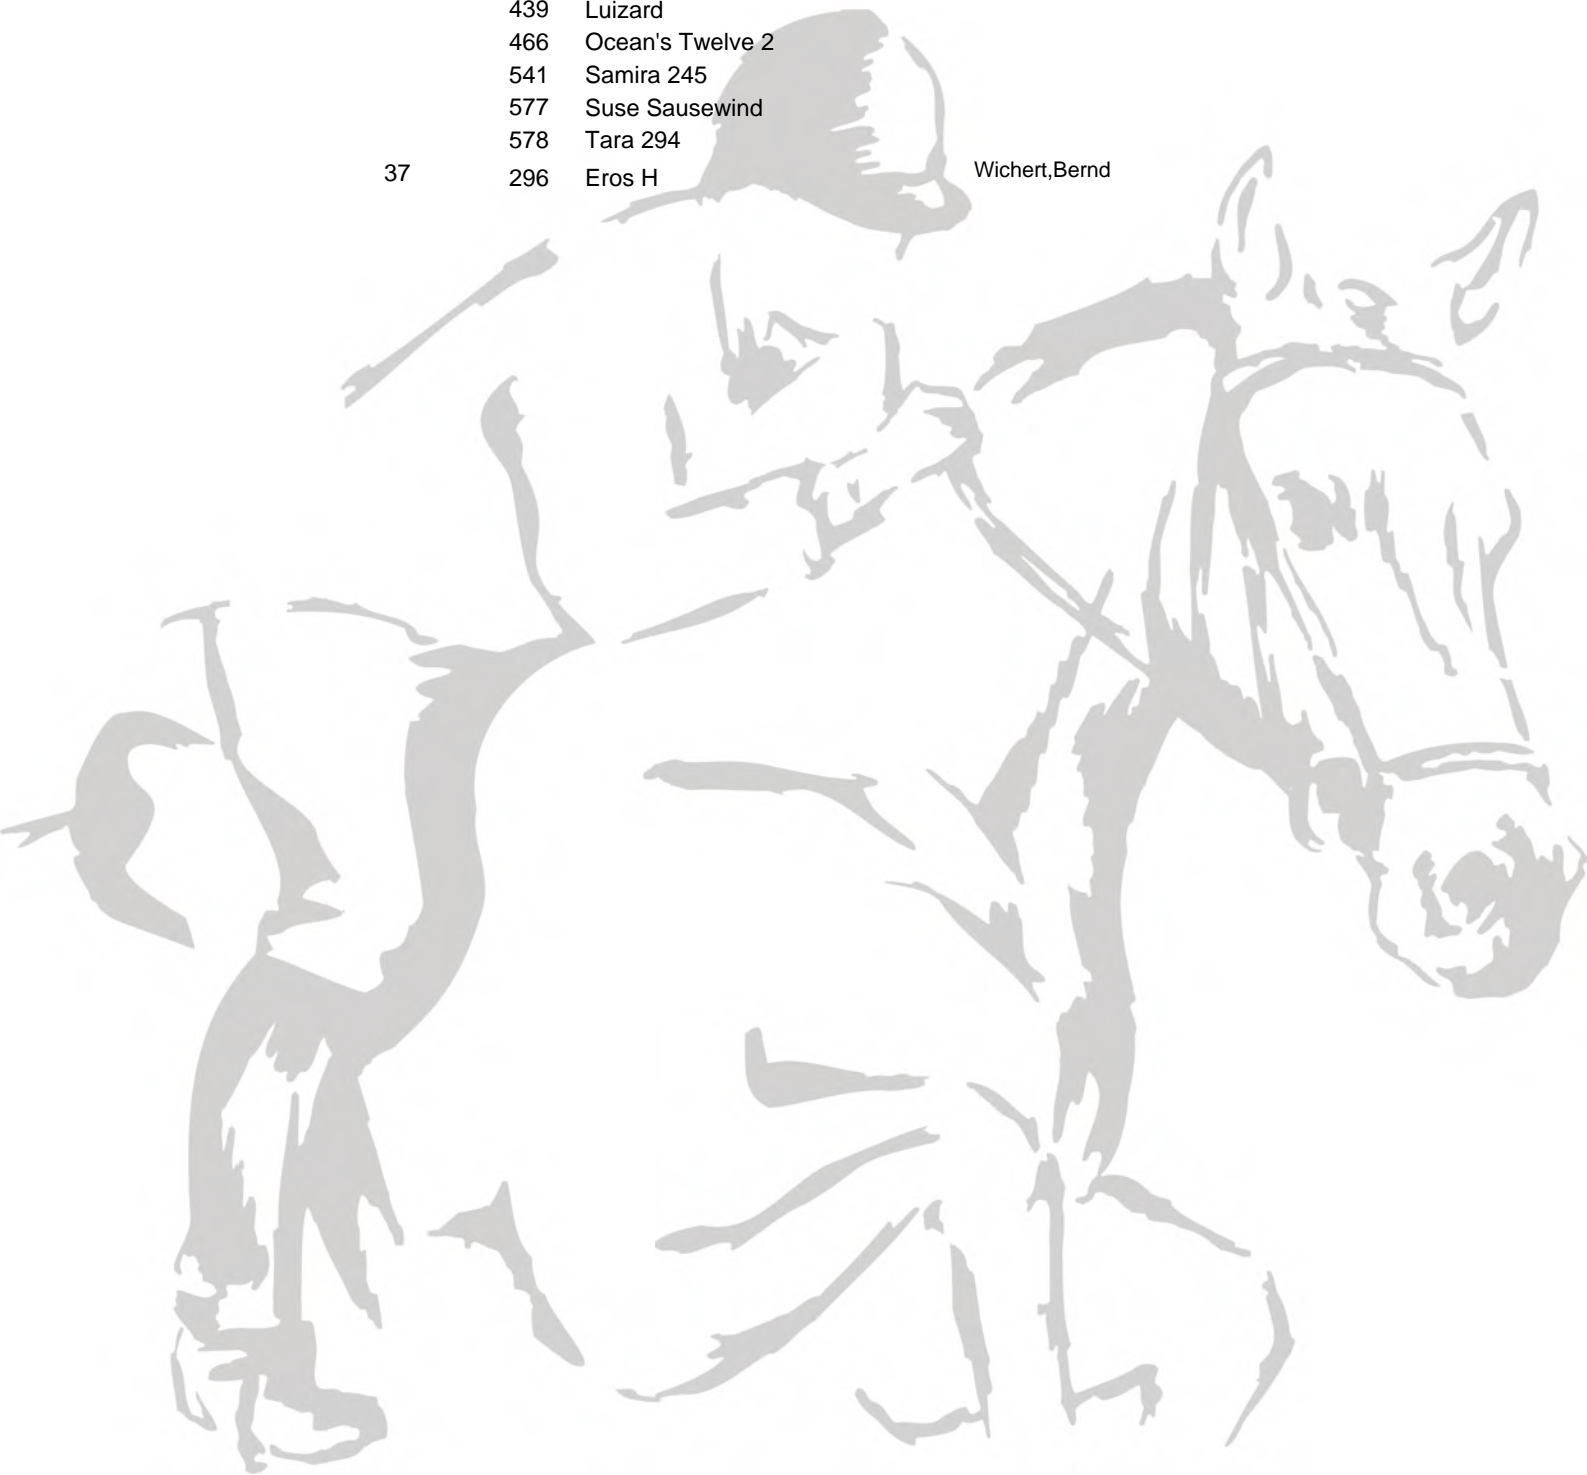 439 Luizard
466 Ocean's Twelve 2
541 Samira 245
577 Suse Sausewind
578 Tara 294
37 296 Eros H Wichert,Bernd